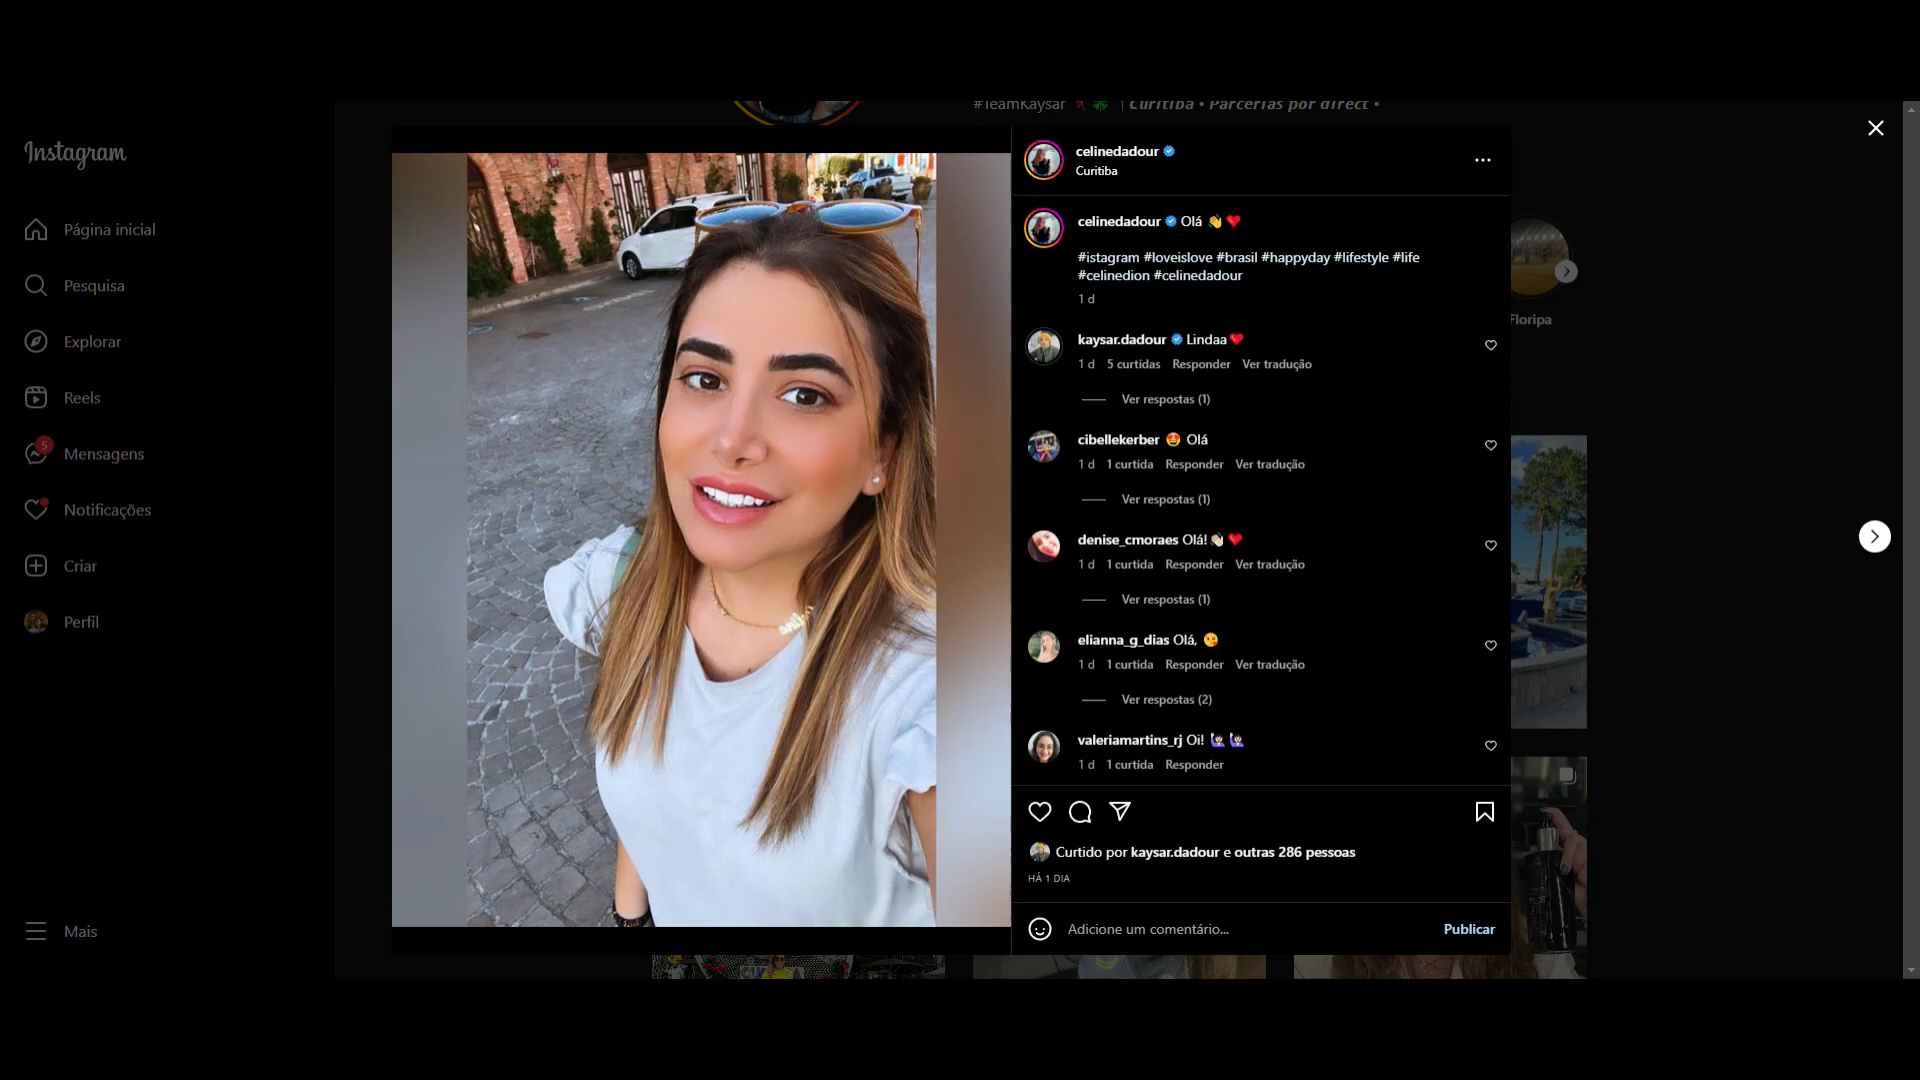 #TeamKaysar | Curitiba • Parcerias por direct •
Instagram
Página inicial
Pesquisa
Explorar
Reels
5
Mensagens
Notificações
Criar
Perfil
Mais
celinedadour
Curitiba
celinedadour Olá 👋❤️
#istagram #loveislove #brasil #happyday #lifestyle #life
#celinedion #celinedadour
1 d
kaysar.dadour Lindaa❤️
1 d 5 curtidas Responder Ver tradução
Ver respostas (1)
cibellekerber 🤩 Olá
1 d 1 curtida Responder Ver tradução
Ver respostas (1)
denise_cmoraes Olá!👏🏻❤️
1 d 1 curtida Responder Ver tradução
Ver respostas (1)
elianna_g_dias Olá, 😘
1 d 1 curtida Responder Ver tradução
Ver respostas (2)
valeriamartins_rj Oi! 🙋🏻‍♀️🙋🏻‍♀️
1 d 1 curtida Responder
Curtido por kaysar.dadour e outras 286 pessoas
HÁ 1 DIA
Adicione um comentário...
Publicar
Floripa